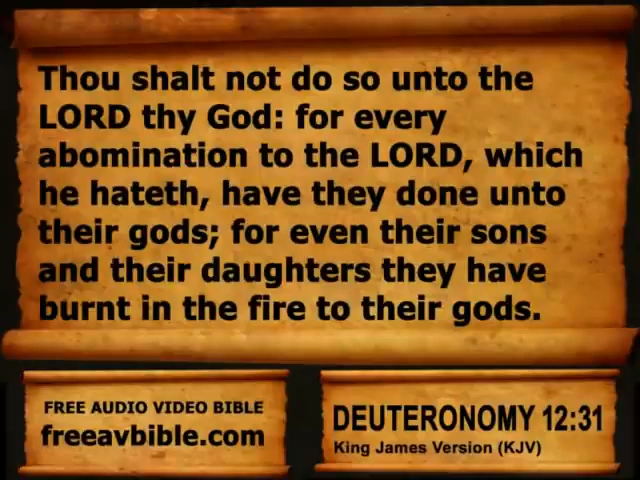 Thou shalt not do so unto the
LORD thy God: for every
abomination to the LORD, which
he hateth, have they done unto
their gods; for even their sons
and their daughters they have
burnt in the fire to their gods.
FREE AUDIO VIDEO BIBLE
freeavbible.com
DEUTERONOMY 12:31
King James Version (KJV)